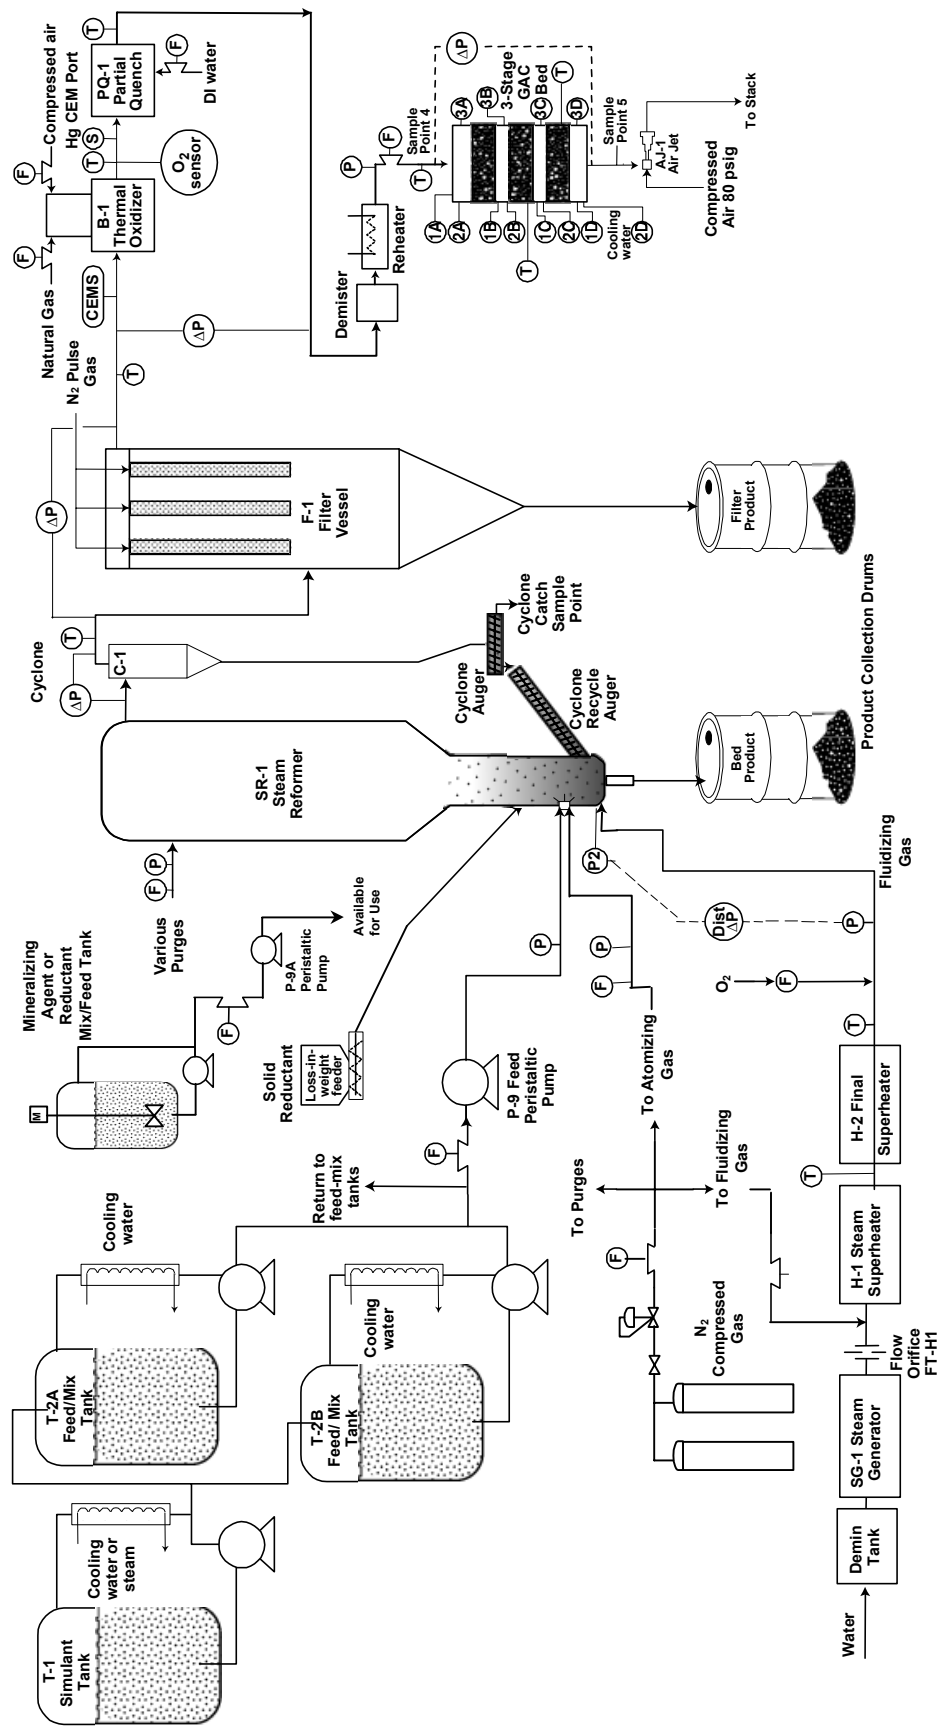 T-1
Simulant
Tank
Cooling
water or
steam
T-2A
Feed/Mix
Tank
Cooling
water
T-2B
Feed/ Mix
Tank
Cooling
water
Return to
feed-mix
tanks
F
P-9 Feed
Peristaltic
Pump
P
M
Mineralizing
Agent or
Reductant
Mix/Feed Tank
F
P-9A
Peristaltic
Pump
Available
for Use
Solid
Reductant
Loss-in-
weight
feeder
Various
Purges
F
P
SR-1
Steam
Reformer
Cyclone
ΔP
T
C-1
Cyclone
Auger
Cyclone
Catch
Sample
Point
Cyclone
Recycle
Auger
ΔP
N2 Pulse
Gas
F-1
Filter
Vessel
T
ΔP
CEMS
Natural Gas
F
F
Compressed air
B-1
Thermal
Oxidizer
Hg CEM Port
T
S
O2
sensor
PQ-1
Partial
Quench
F
DI water
T
Demister
Reheater
P
F
Sample
Point 4
T
ΔP
3-Stage
GAC
Bed
3A
3B
3C
3D
T
1A
2A
1B
2B
1C
2C
1D
2D
T
Cooling
water
Sample
Point 5
AJ-1
Air Jet
To Stack
Compressed
Air 80 psig
Bed
Product
Filter
Product
Product Collection Drums
P2
Dist
ΔP
P
Fluidizing
Gas
O2
F
T
F
P
To Atomizing
Gas
To Purges
To Fluidizing
Gas
F
N2
Compressed
Gas
Water
Demin
Tank
SG-1 Steam
Generator
Flow
Orifice
FT-H1
H-1 Steam
Superheater
T
H-2 Final
Superheater